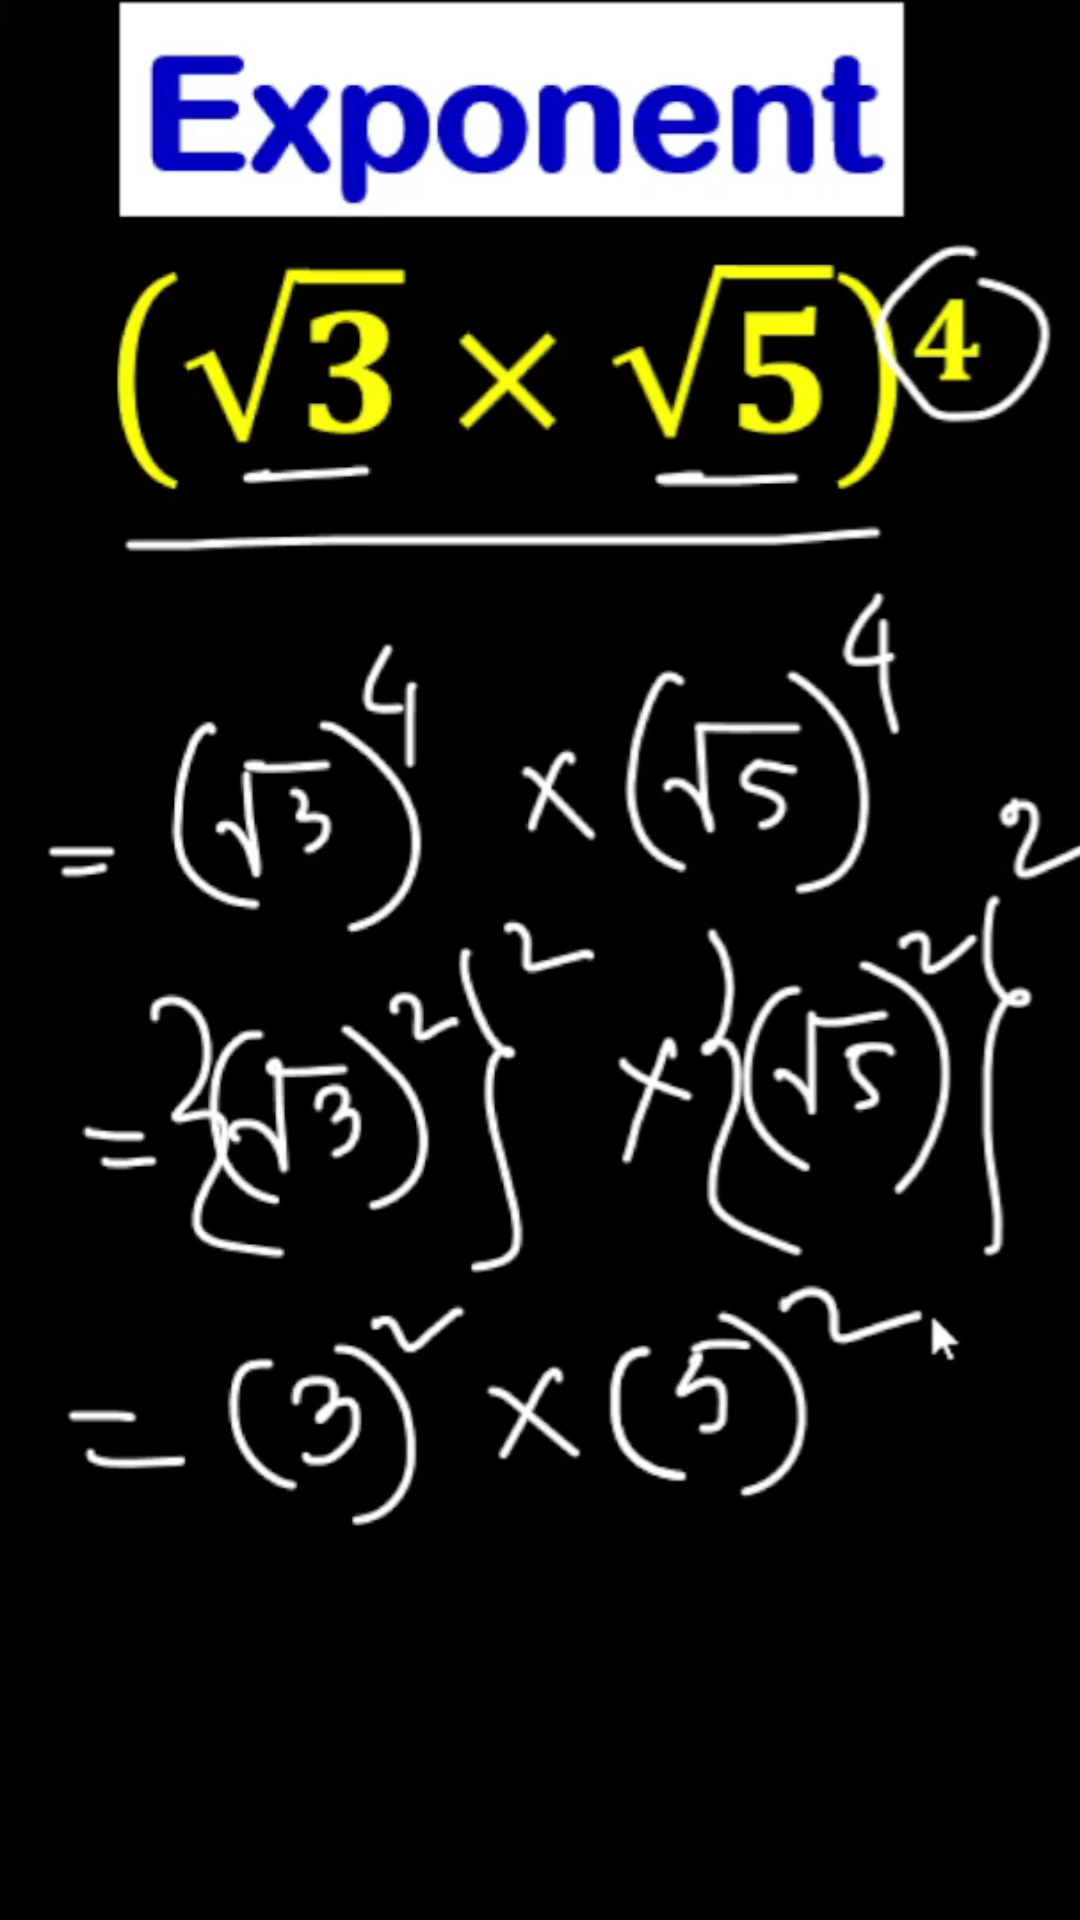 Exponent
(√3 × √5)⁴
= (√3)⁴ × (√5)⁴
= {(√3)²}² × {(√5)²}²
= (3)² × (5)²